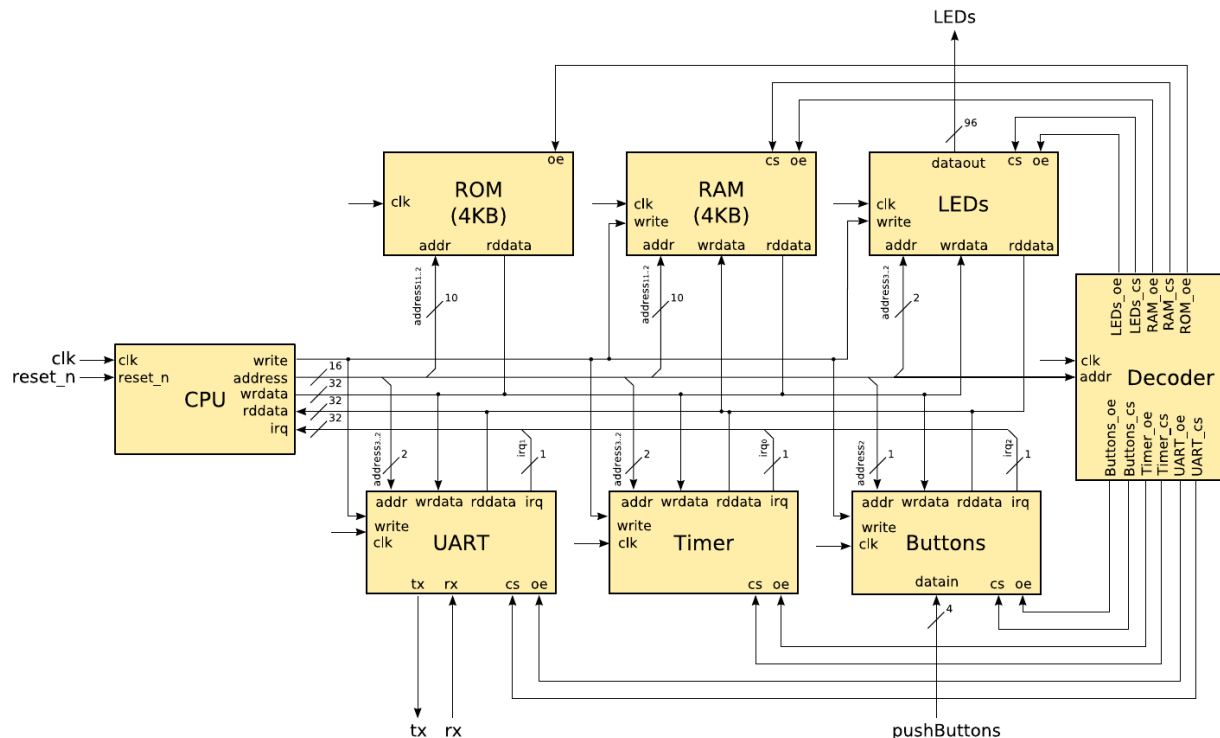 LEDs
96
oe
cs oe
dataout
cs oe
ROM
(4KB)
clk
addr
rddata
RAM
(4KB)
clk
write
addr
wrdata
rddata
LEDs
clk
write
addr
wrdata
rddata
address11..2
10
address11..2
10
address3..2
2
LEDs_oe
LEDs_cs
RAM_oe
RAM_cs
ROM_oe
clk
addr
Decoder
Buttons_oe
Buttons_cs
Timer_oe
Timer_cs
UART_oe
UART_cs
clk
reset_n
clk
reset_n
CPU
write
address
wrdata
rddata
irq
16
32
32
32
address3..2
2
irq1
1
address3..2
2
irq0
1
address2
1
irq2
1
addr wrdata rddata irq
write
clk
UART
tx rx
cs oe
addr wrdata rddata irq
write
clk
Timer
cs oe
addr wrdata rddata irq
write
clk
Buttons
datain
cs oe
4
tx
rx
pushButtons